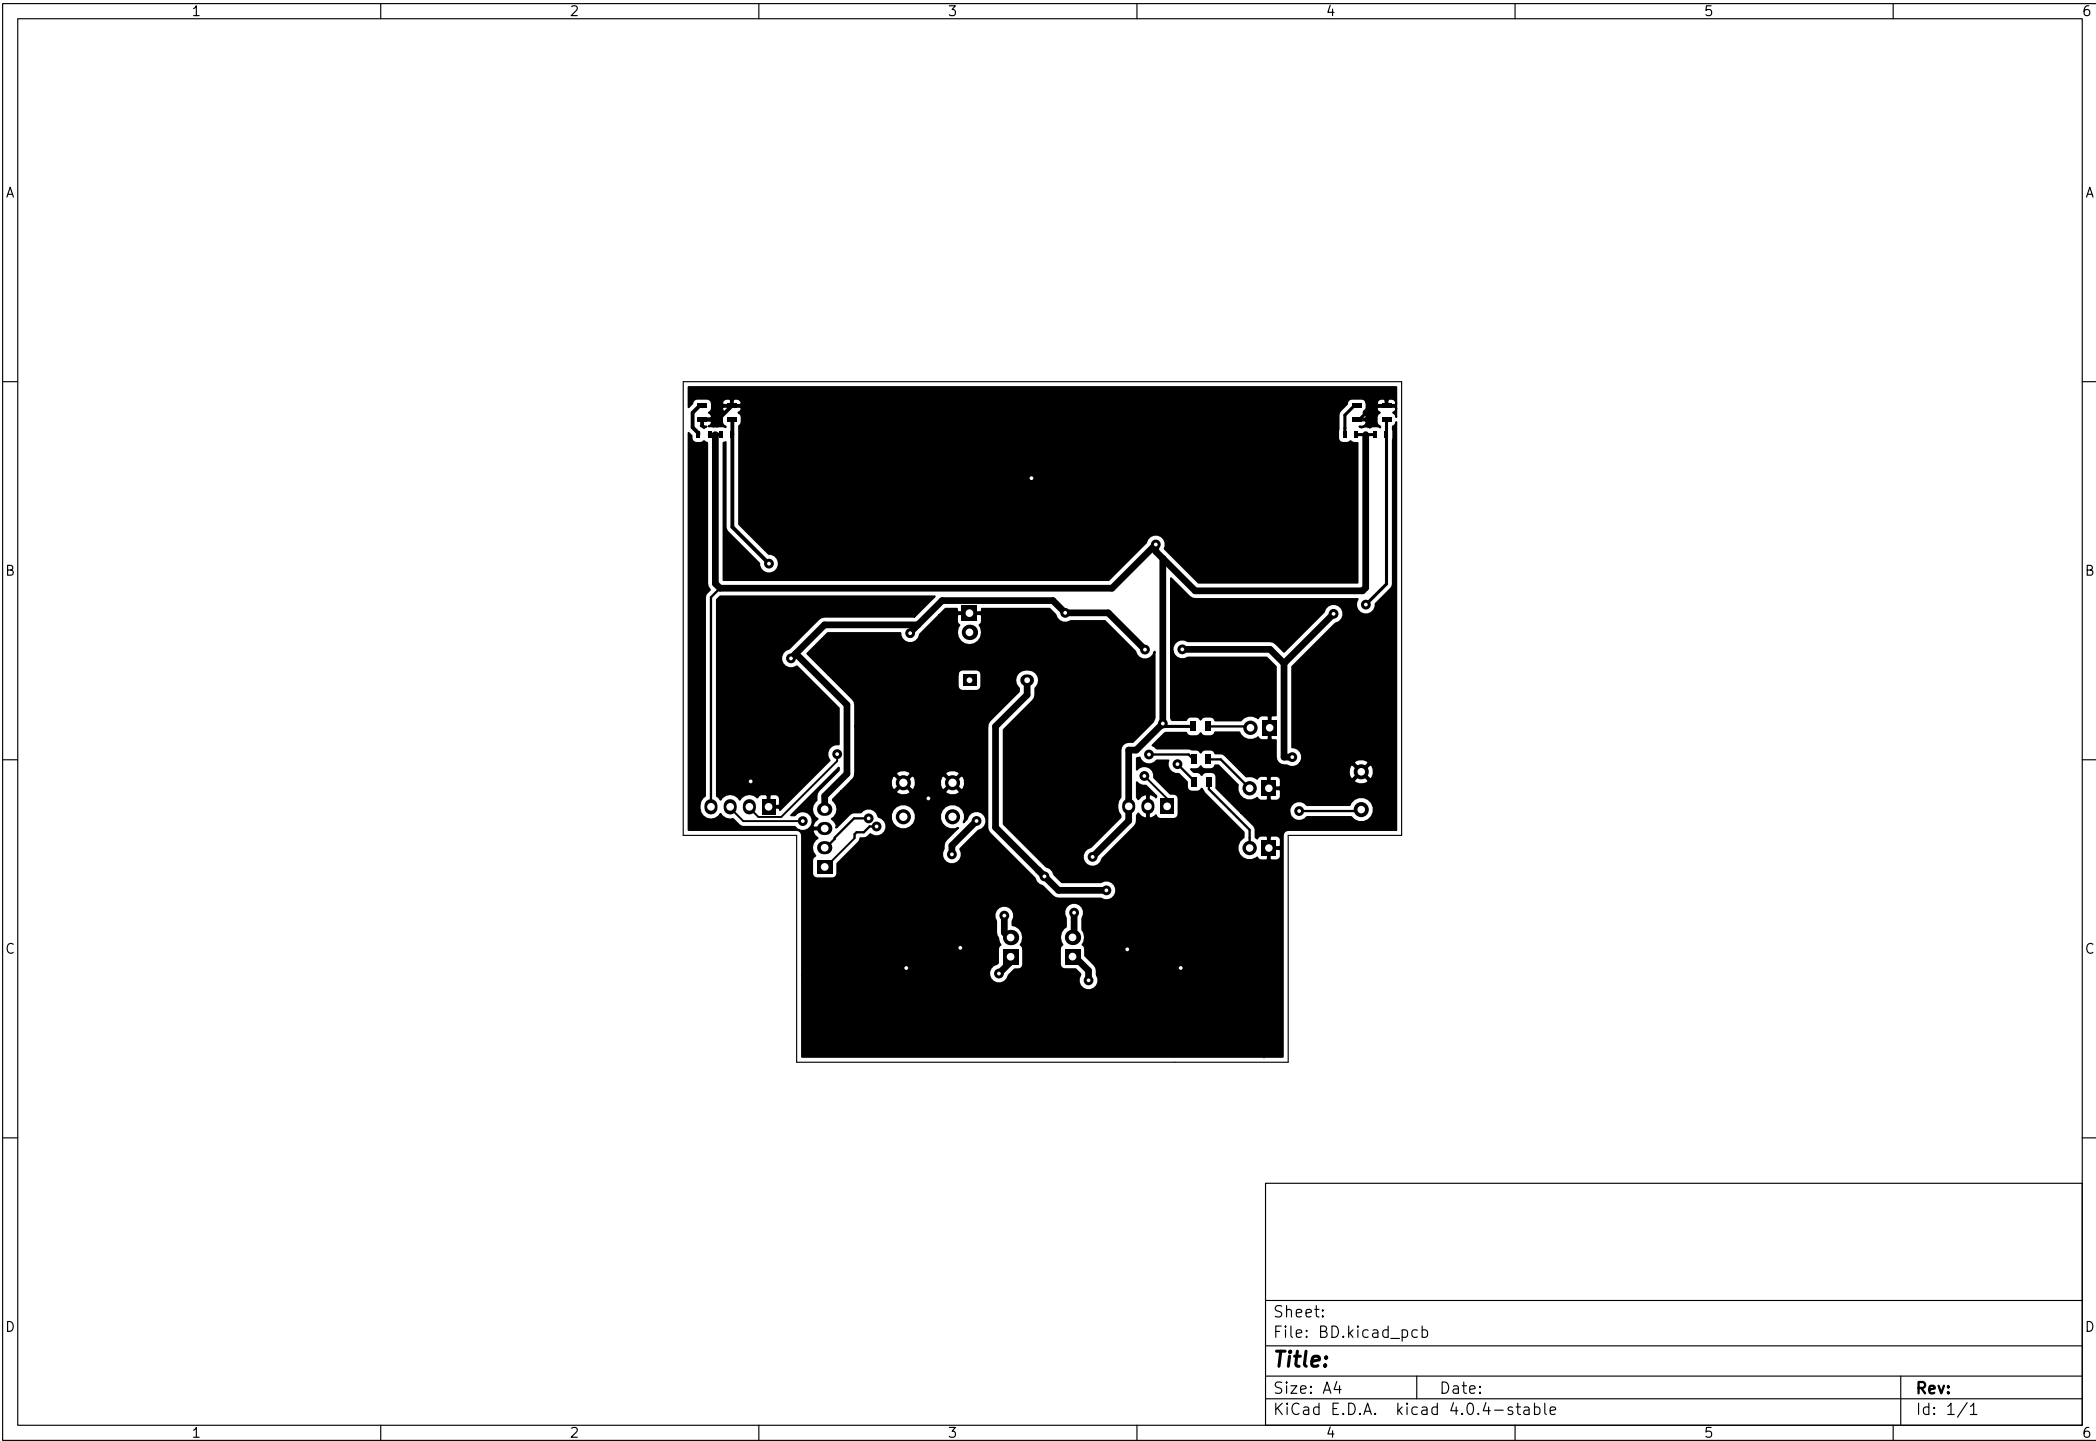 1 2 3 4 5 6
A A
B B
C C
D D
Sheet:
File: BD.kicad_pcb
Title:
Size: A4 Date: Rev:
KiCad E.D.A. kicad 4.0.4-stable Id: 1/1
1 2 3 4 5 6